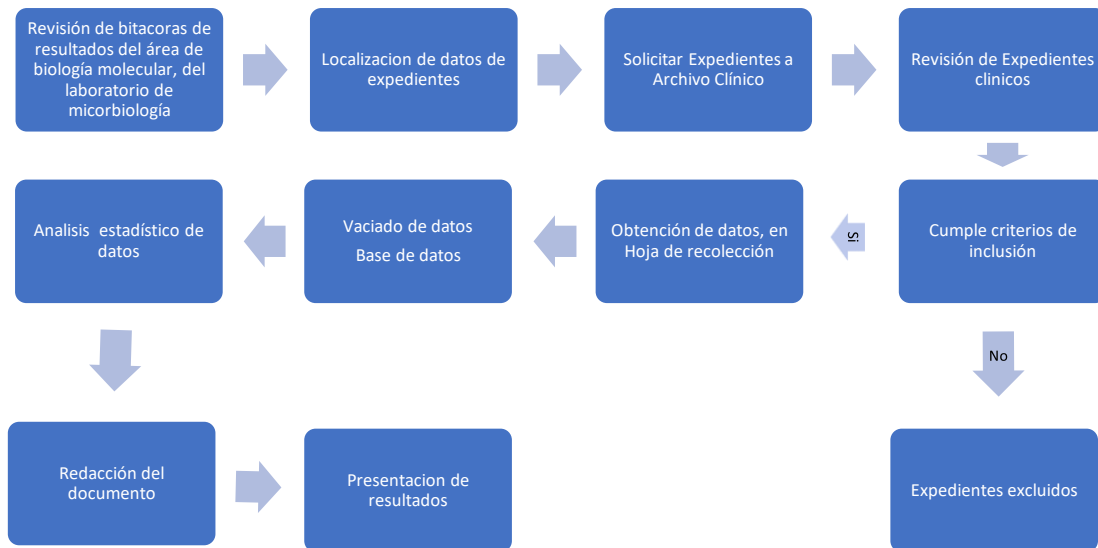 Revisión de bitacoras de
resultados del área de
biología molecular, del
laboratorio de
micorbiología
Localizacion de datos de
expedientes
Solicitar Expedientes a
Archivo Clínico
Revisión de Expedientes
clinicos
Cumple criterios de
inclusión
Si
Obtención de datos, en
Hoja de recolección
Vaciado de datos
Base de datos
Analisis estadístico de
datos
No
Redacción del
documento
Presentacion de
resultados
Expedientes excluidos